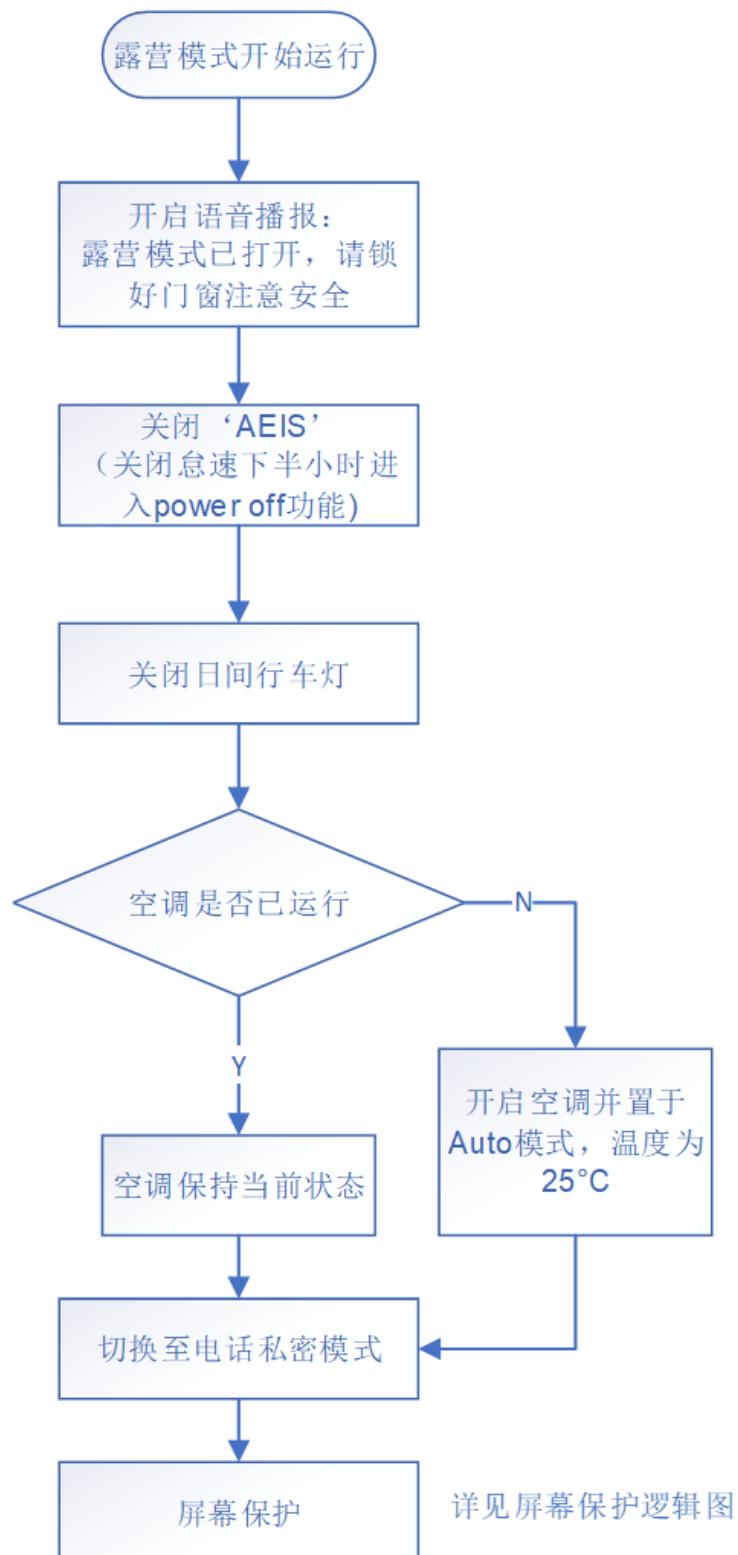 露营模式开始运行
开启语音播报：
露营模式已打开，请锁
好门窗注意安全
关闭‘AEIS’
（关闭怠速下半小时进
入power off功能)
关闭日间行车灯
空调是否已运行
N
Y
开启空调并置于
Auto模式，温度为
25°C
空调保持当前状态
切换至电话私密模式
屏幕保护
详见屏幕保护逻辑图